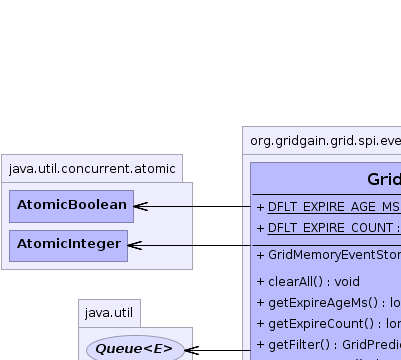 org.gridgain.grid.spi.eve
java.util.concurrent.atomic
Grid
AtomicBoolean
+ DFLT_EXPIRE_AGE_MS
+ DFLT_EXPIRE_COUNT :
AtomicInteger
+ GridMemoryEventStor
+ clearAll() : void
+ getExpireAgeMs() : lo
java.util
+ getExpireCount() : lon
+ getFilter() : GridPredic
Queue<E>